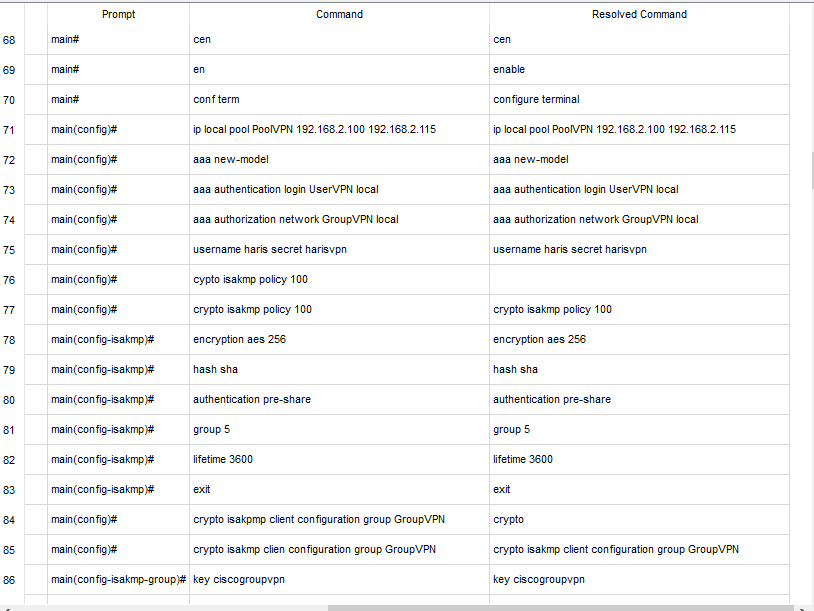 Prompt Command Resolved Command
68 main# cen cen
69 main# en enable
70 main# conf term configure terminal
71 main(config)# ip local pool PoolVPN 192.168.2.100 192.168.2.115 ip local pool PoolVPN 192.168.2.100 192.168.2.115
72 main(config)# aaa new-model aaa new-model
73 main(config)# aaa authentication login UserVPN local aaa authentication login UserVPN local
74 main(config)# aaa authorization network GroupVPN local aaa authorization network GroupVPN local
75 main(config)# username haris secret harisvpn username haris secret harisvpn
76 main(config)# cypto isakmp policy 100
77 main(config)# crypto isakmp policy 100 crypto isakmp policy 100
78 main(config-isakmp)# encryption aes 256 encryption aes 256
79 main(config-isakmp)# hash sha hash sha
80 main(config-isakmp)# authentication pre-share authentication pre-share
81 main(config-isakmp)# group 5 group 5
82 main(config-isakmp)# lifetime 3600 lifetime 3600
83 main(config-isakmp)# exit exit
84 main(config)# crypto isakpmp client configuration group GroupVPN crypto
85 main(config)# crypto isakmp clien configuration group GroupVPN crypto isakmp client configuration group GroupVPN
86 main(config-isakmp-group)# key ciscogroupvpn key ciscogroupvpn